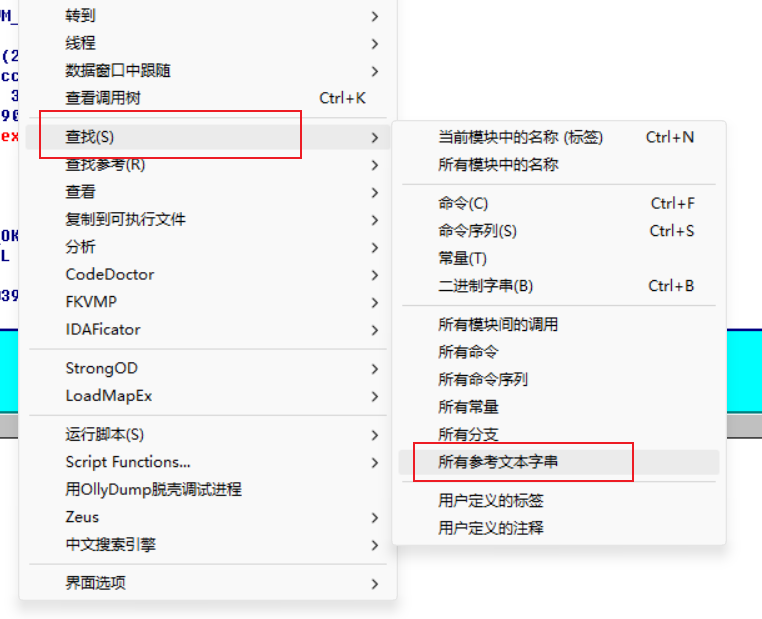 转到
线程
数据窗口中跟随
查看调用树 Ctrl+K
查找(S)
查找参考(R)
查看
复制到可执行文件
分析
CodeDoctor
FKVMP
IDAFicator
StrongOD
LoadMapEx
运行脚本(S)
Script Functions...
用OllyDump脱壳调试进程
Zeus
中文搜索引擎
界面选项
当前模块中的名称 (标签) Ctrl+N
所有模块中的名称
命令(C) Ctrl+F
命令序列(S) Ctrl+S
常量(T)
二进制字串(B) Ctrl+B
所有模块间的调用
所有命令
所有命令序列
所有常量
所有分支
所有参考文本字串
用户定义的标签
用户定义的注释